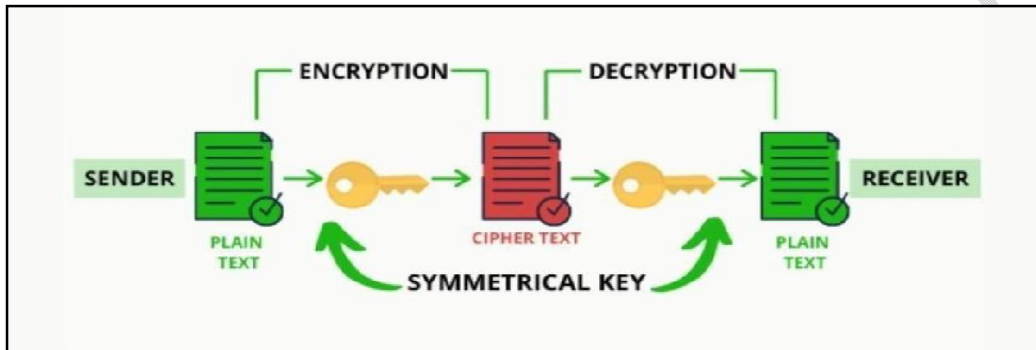 ENCRYPTION
DECRYPTION
SENDER
RECEIVER
PLAIN
TEXT
CIPHER TEXT
PLAIN
TEXT
SYMMETRICAL KEY